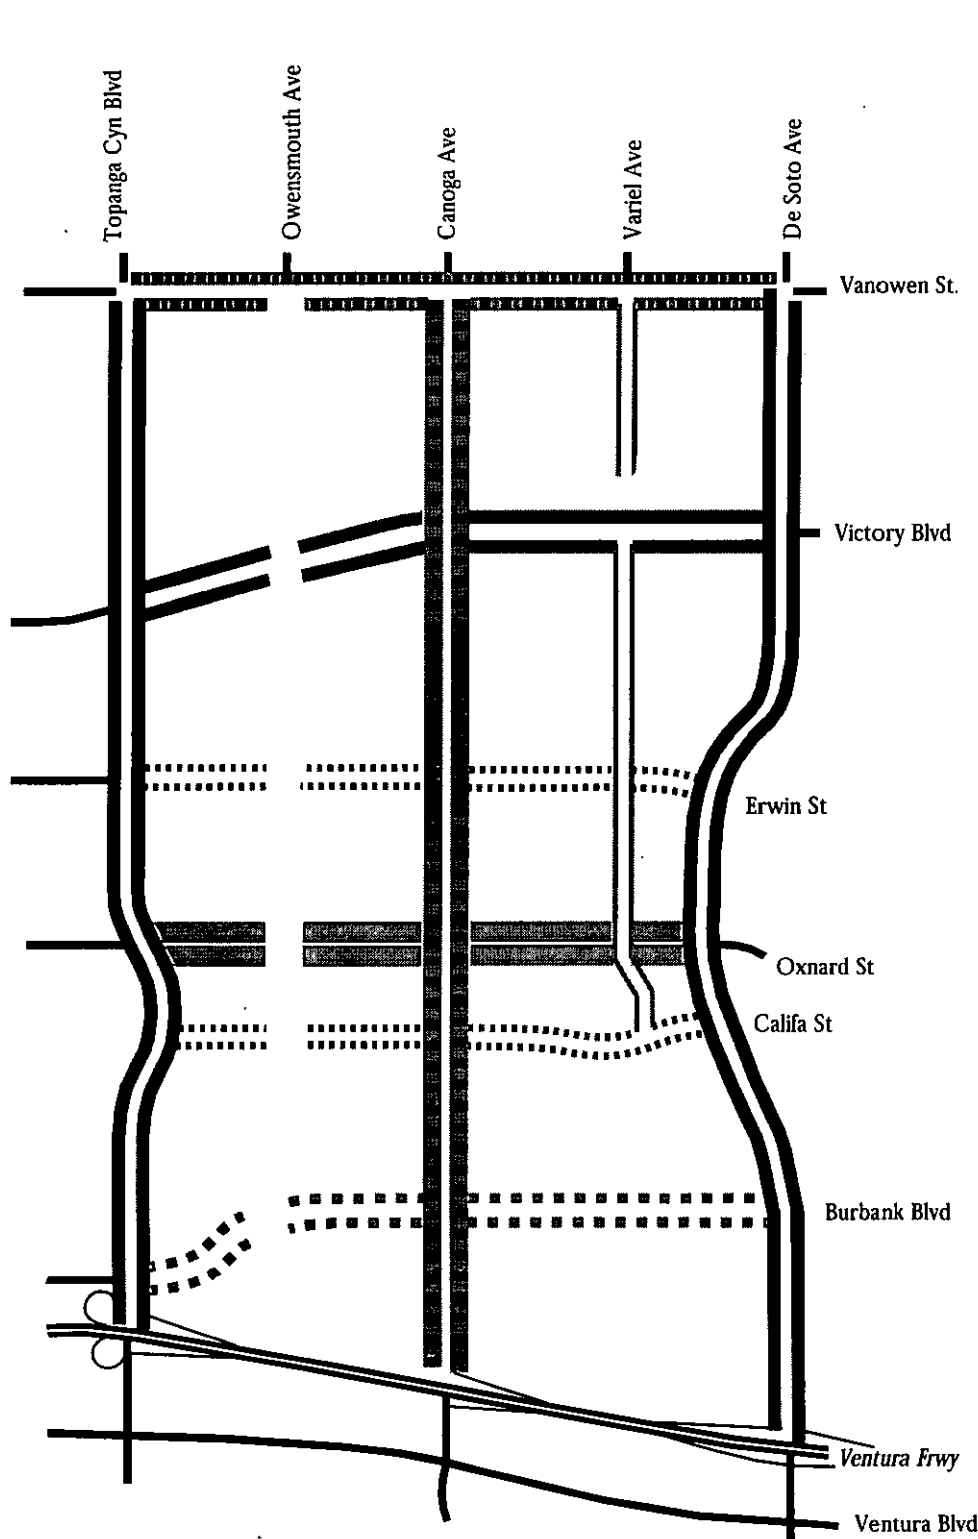 Topanga Cyn Blvd
Owensmouth Ave
Canoga Ave
Variel Ave
De Soto Ave
Vanowen St.
Victory Blvd
Erwin St
Oxnard St
Califa St
Burbank Blvd
Ventura Frwy
Ventura Blvd